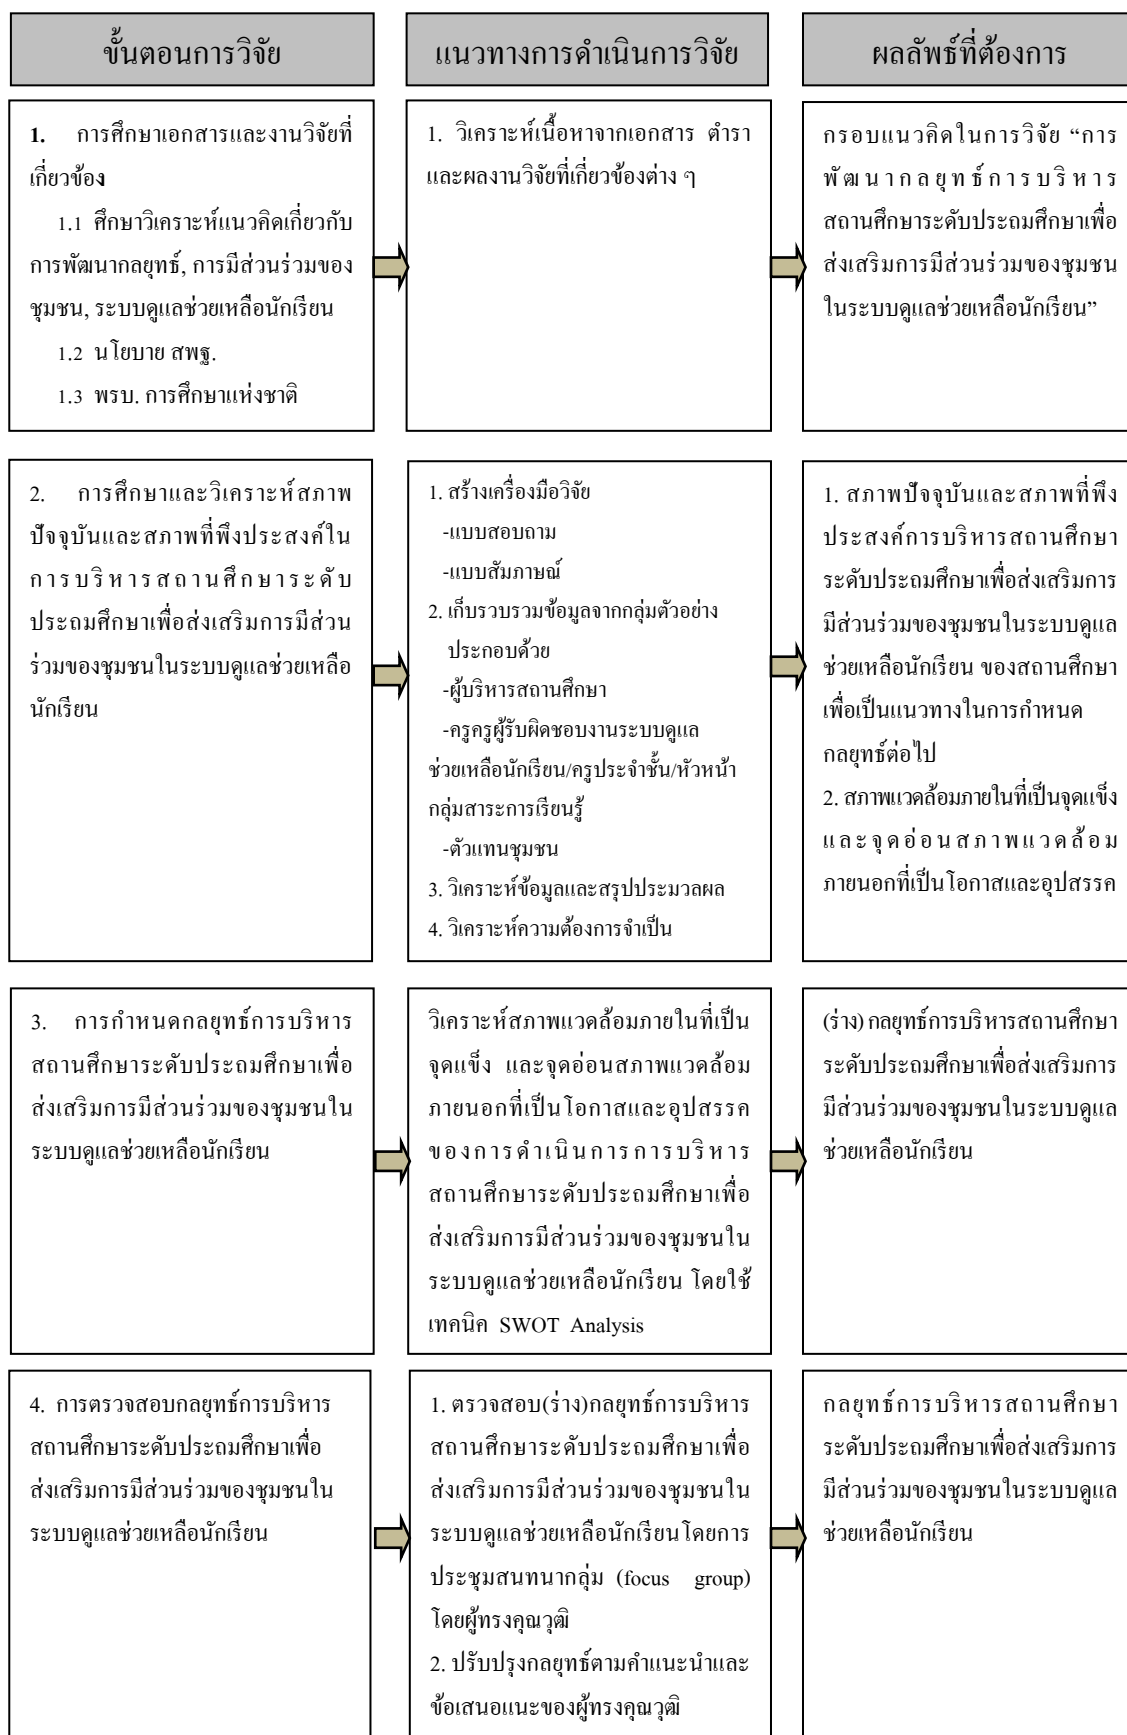 ขั้นตอนการวิจัย
แนวทางการดำเนินการวิจัย
ผลลัพธ์ที่ต้องการ
1. การศึกษาเอกสารและงานวิจัยที่
เกี่ยวข้อง
1.1 ศึกษาวิเคราะห์แนวคิดเกี่ยวกับ
การพัฒนากลยุทธ์, การมีส่วนร่วมของ
ชุมชน, ระบบดูแลช่วยเหลือนักเรียน
1.2 นโยบาย สพฐ.
1.3 พรบ. การศึกษาแห่งชาติ
1. วิเคราะห์เนื้อหาจากเอกสาร ตำรา
และผลงานวิจัยที่เกี่ยวข้องต่าง ๆ
กรอบแนวคิดในการวิจัย “การ
พัฒนากลยุทธ์การบริหาร
สถานศึกษาระดับประถมศึกษาเพื่อ
ส่งเสริมการมีส่วนร่วมของชุมชน
ในระบบดูแลช่วยเหลือนักเรียน”
2. การศึกษาและวิเคราะห์สภาพ
ปัจจุบันและสภาพที่พึงประสงค์ใน
การบริหารสถานศึกษาระดับ
ประถมศึกษาเพื่อส่งเสริมการมีส่วน
ร่วมของชุมชนในระบบดูแลช่วยเหลือ
นักเรียน
1. สร้างเครื่องมือวิจัย
-แบบสอบถาม
-แบบสัมภาษณ์
2. เก็บรวบรวมข้อมูลจากกลุ่มตัวอย่าง
ประกอบด้วย
-ผู้บริหารสถานศึกษา
-ครูครูผู้รับผิดชอบงานระบบดูแล
ช่วยเหลือนักเรียน/ครูประจำชั้น/หัวหน้า
กลุ่มสาระการเรียนรู้
-ตัวแทนชุมชน
3. วิเคราะห์ข้อมูลและสรุปประมวลผล
4. วิเคราะห์ความต้องการจำเป็น
1. สภาพปัจจุบันและสภาพที่พึง
ประสงค์การบริหารสถานศึกษา
ระดับประถมศึกษาเพื่อส่งเสริมการ
มีส่วนร่วมของชุมชนในระบบดูแล
ช่วยเหลือนักเรียน ของสถานศึกษา
เพื่อเป็นแนวทางในการกำหนด
กลยุทธ์ต่อไป
2. สภาพแวดล้อมภายในที่เป็นจุดแข็ง
และจุดอ่อนสภาพแวดล้อม
ภายนอกที่เป็นโอกาสและอุปสรรค
3. การกำหนดกลยุทธ์การบริหาร
สถานศึกษาระดับประถมศึกษาเพื่อ
ส่งเสริมการมีส่วนร่วมของชุมชนใน
ระบบดูแลช่วยเหลือนักเรียน
วิเคราะห์สภาพแวดล้อมภายในที่เป็น
จุดแข็ง และจุดอ่อนสภาพแวดล้อม
ภายนอกที่เป็นโอกาสและอุปสรรค
ของการดำเนินการการบริหาร
สถานศึกษาระดับประถมศึกษาเพื่อ
ส่งเสริมการมีส่วนร่วมของชุมชนใน
ระบบดูแลช่วยเหลือนักเรียน โดยใช้
เทคนิค SWOT Analysis
(ร่าง) กลยุทธ์การบริหารสถานศึกษา
ระดับประถมศึกษาเพื่อส่งเสริมการ
มีส่วนร่วมของชุมชนในระบบดูแล
ช่วยเหลือนักเรียน
4. การตรวจสอบกลยุทธ์การบริหาร
สถานศึกษาระดับประถมศึกษาเพื่อ
ส่งเสริมการมีส่วนร่วมของชุมชนใน
ระบบดูแลช่วยเหลือนักเรียน
1. ตรวจสอบ(ร่าง)กลยุทธ์การบริหาร
สถานศึกษาระดับประถมศึกษาเพื่อ
ส่งเสริมการมีส่วนร่วมของชุมชนใน
ระบบดูแลช่วยเหลือนักเรียนโดยการ
ประชุมสนทนากลุ่ม (focus group)
โดยผู้ทรงคุณวุฒิ
2. ปรับปรุงกลยุทธ์ตามคำแนะนำและ
ข้อเสนอแนะของผู้ทรงคุณวุฒิ
กลยุทธ์การบริหารสถานศึกษา
ระดับประถมศึกษาเพื่อส่งเสริมการ
มีส่วนร่วมของชุมชนในระบบดูแล
ช่วยเหลือนักเรียน